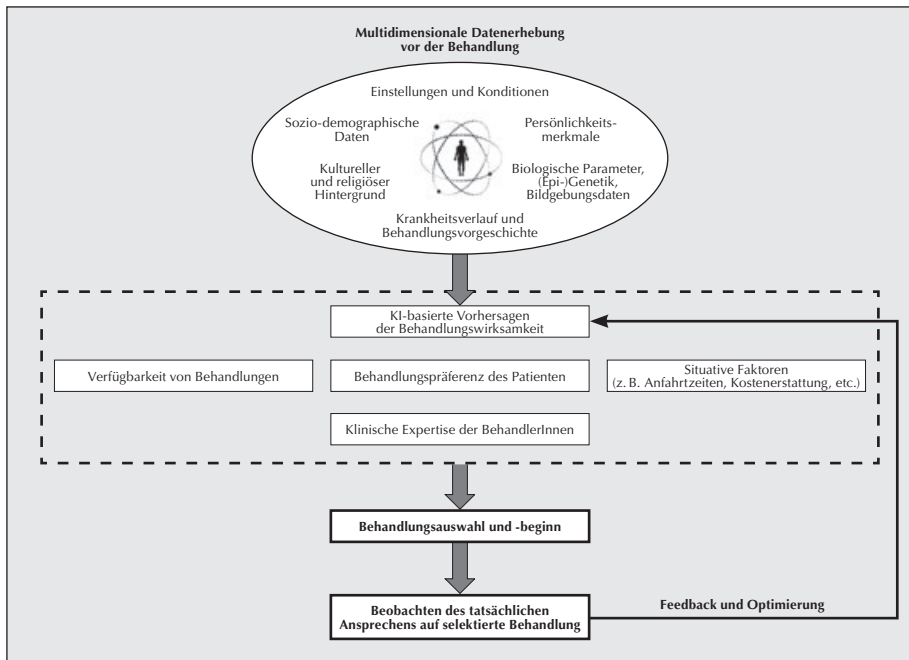 Multidimensionale Datenerhebung
vor der Behandlung
Einstellungen und Konditionen
Sozio-demographische
Daten
Persönlichkeits-
merkmale
Kultureller
und religiöser
Hintergrund
Biologische Parameter,
(Epi-)Genetik,
Bildgebungsdaten
Krankheitsverlauf und
Behandlungsvorgeschichte
KI-basierte Vorhersagen
der Behandlungswirksamkeit
Verfügbarkeit von Behandlungen
Behandlungspräferenz des Patienten
Situative Faktoren
(z. B. Anfahrtzeiten, Kostenerstattung, etc.)
Klinische Expertise der BehandlerInnen
Behandlungsauswahl und -beginn
Beobachten des tatsächlichen
Ansprechens auf selektierte Behandlung
Feedback und Optimierung